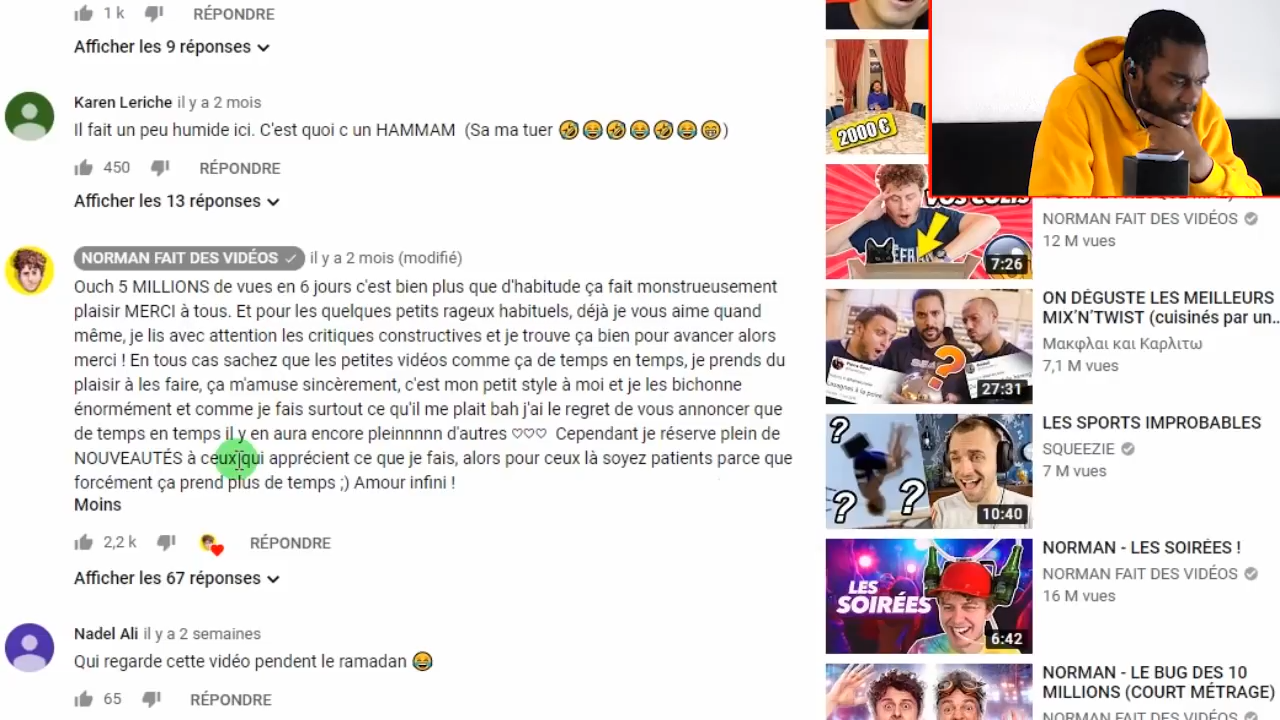 1 k RÉPONDRE
Afficher les 9 réponses
Karen Leriche il y a 2 mois
Il fait un peu humide ici. C'est quoi c un HAMMAM (Sa ma tuer 🤣😂🤣😂🤣😂😁)
450 RÉPONDRE
Afficher les 13 réponses
NORMAN FAIT DES VIDÉOS il y a 2 mois (modifié)
Ouch 5 MILLIONS de vues en 6 jours c'est bien plus que d'habitude ça fait monstrueusement
plaisir MERCI à tous. Et pour les quelques petits rageux habituels, déjà je vous aime quand
même, je lis avec attention les critiques constructives et je trouve ça bien pour avancer alors
merci ! En tous cas sachez que les petites vidéos comme ça de temps en temps, je prends du
plaisir à les faire, ça m'amuse sincèrement, c'est mon petit style à moi et je les bichonne
énormément et comme je fais surtout ce qu'il me plait bah j'ai le regret de vous annoncer que
de temps en temps il y en aura encore pleinnnnn d'autres ♡♡♡ Cependant je réserve plein de
NOUVEAUTÉS à ceux qui apprécient ce que je fais, alors pour ceux là soyez patients parce que
forcément ça prend plus de temps ;) Amour infini !
Moins
2,2 k RÉPONDRE
Afficher les 67 réponses
Nadel Ali il y a 2 semaines
Qui regarde cette vidéo pendent le ramadan 😂
65 RÉPONDRE
2000 €
VOS COLIS
7:26
NORMAN FAIT DES VIDÉOS
12 M vues
27:31
ON DÉGUSTE LES MEILLEURS
MIX'N'TWIST (cuisinés par un...
Μακφλαι και Καρλιτω
7,1 M vues
? ? ?
10:40
LES SPORTS IMPROBABLES
SQUEEZIE
7 M vues
LES
SOIRÉES
6:42
NORMAN - LES SOIRÉES !
NORMAN FAIT DES VIDÉOS
16 M vues
NORMAN - LE BUG DES 10
MILLIONS (COURT MÉTRAGE)
NORMAN FAIT DES VIDÉOS